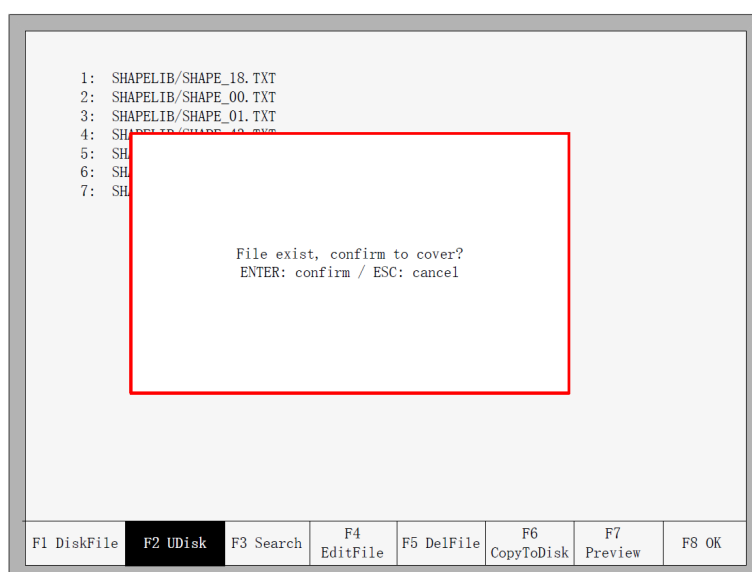 1: SHAPELIB/SHAPE_18.TXT
2: SHAPELIB/SHAPE_00.TXT
3: SHAPELIB/SHAPE_01.TXT
4:
5:
6:
7:
File exist, confirm to cover?
ENTER: confirm / ESC: cancel
F1 DiskFile
F2 UDisk
F3 Search
F4
EditFile
F5 DelFile
F6
CopyToDisk
F7
Preview
F8 OK